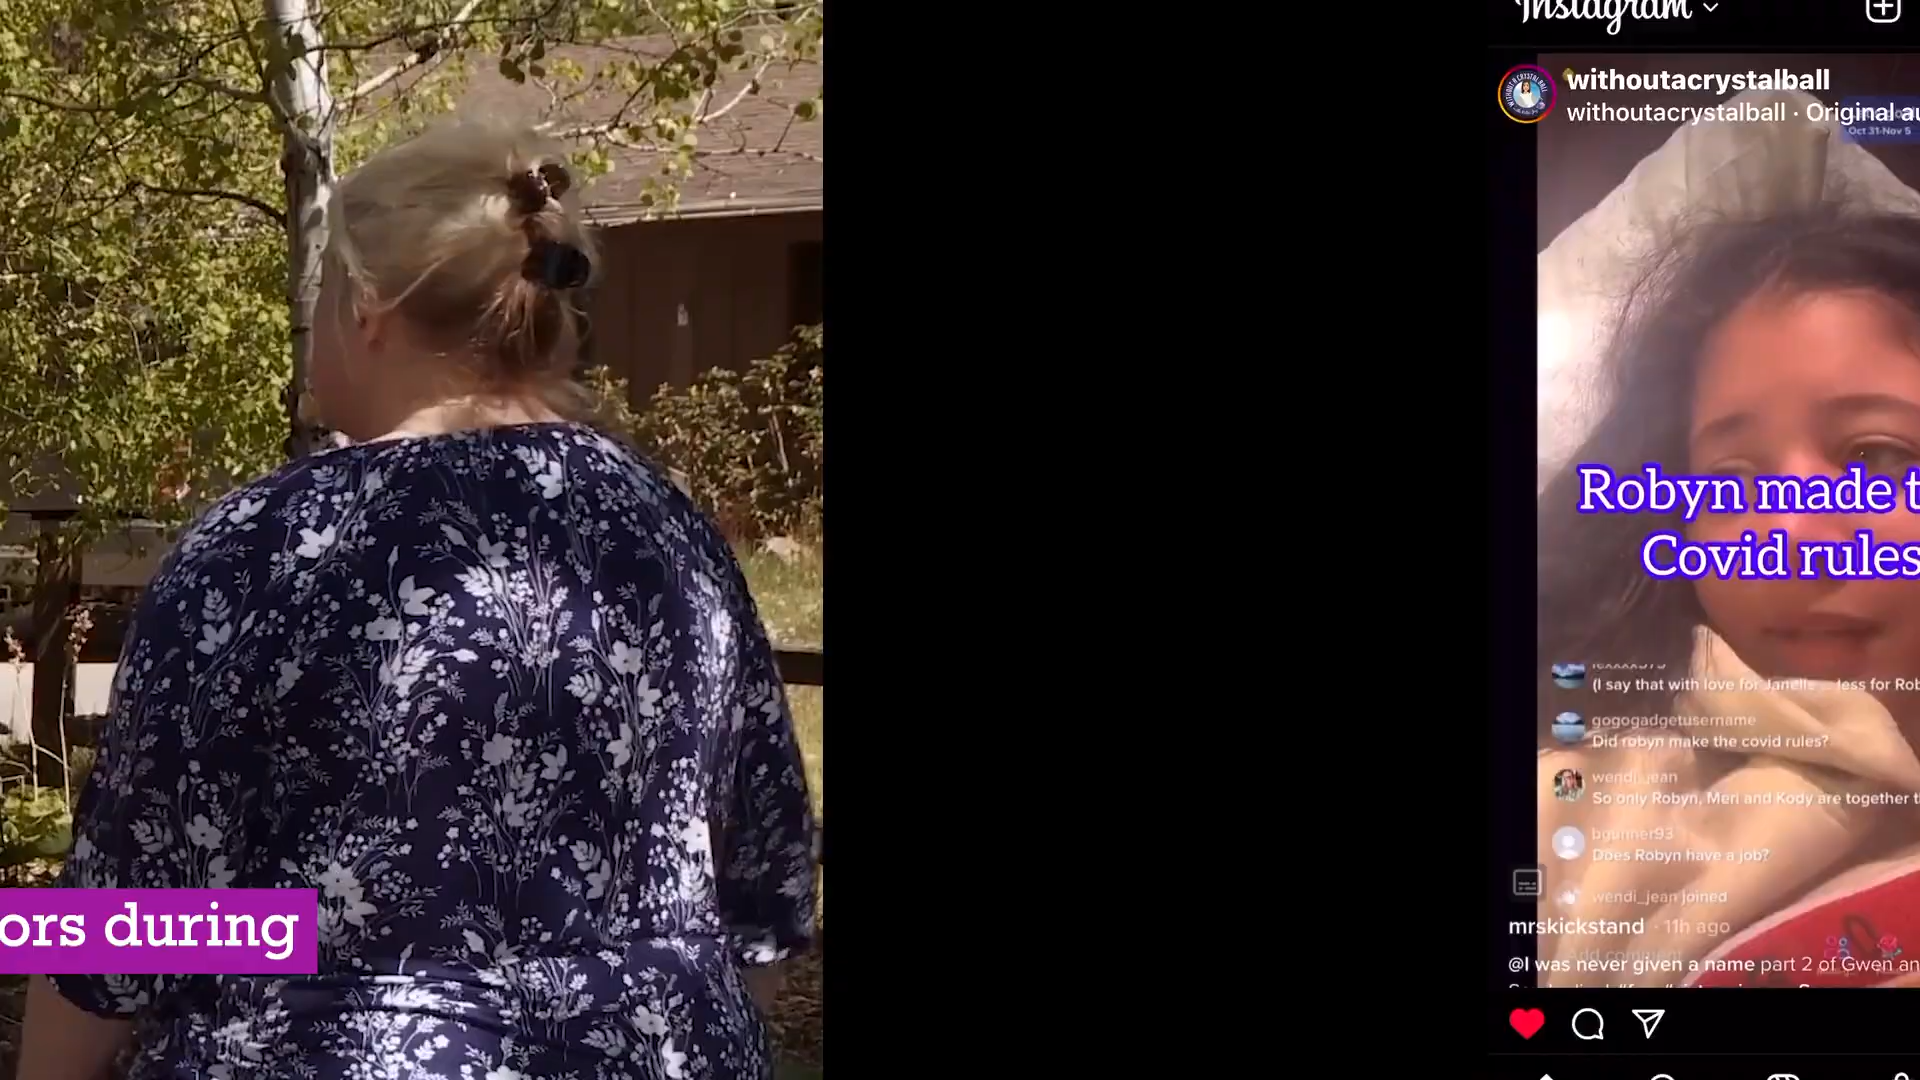 ors during
Instagram
withoutacrystalball
withoutacrystalball · Original au
Oct 31-Nov 5
Robyn made t
Covid rules
(I say that with love for Janelle ... less for Rob
gogogadgetusername
Did robyn make the covid rules?
wendi_jean
So only Robyn, Meri and Kody are together t
bgunner93
Does Robyn have a job?
wendi_jean joined
mrskickstand · 11h ago
Add comment
@I was never given a name part 2 of Gwen an